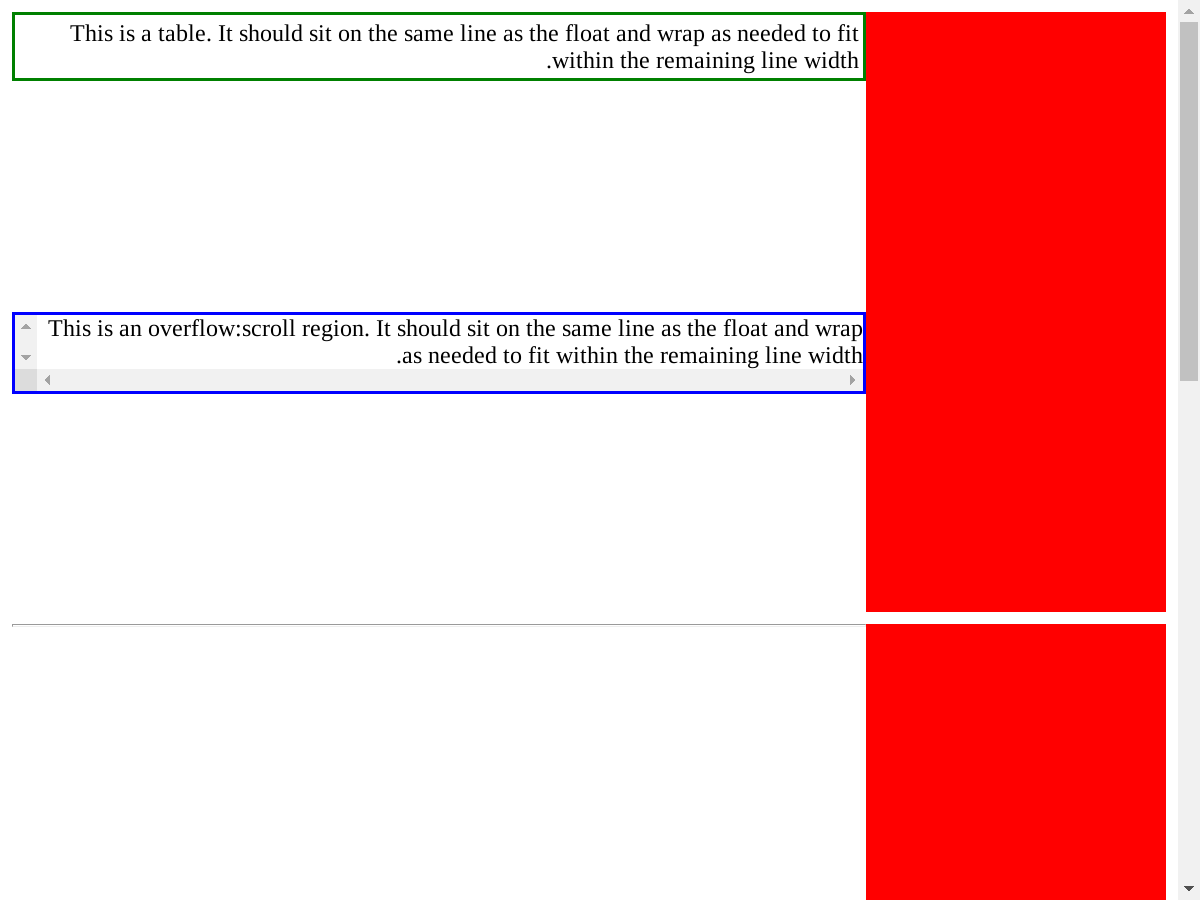 This is a table. It should sit on the same line as the float and wrap as needed to fit
.within the remaining line width
This is an overflow:scroll region. It should sit on the same line as the float and wrap
.as needed to fit within the remaining line width